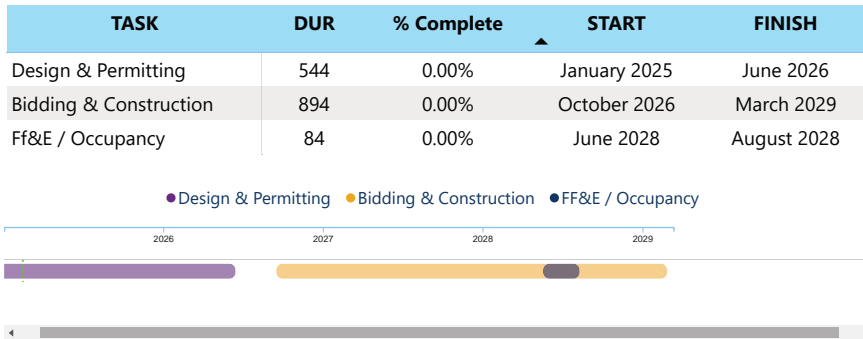 TASK DUR % Complete START FINISH
Design & Permitting 544 0.00% January 2025 June 2026
Bidding & Construction 894 0.00% October 2026 March 2029
Ff&E / Occupancy 84 0.00% June 2028 August 2028
Design & Permitting Bidding & Construction FF&E / Occupancy
2026 2027 2028 2029